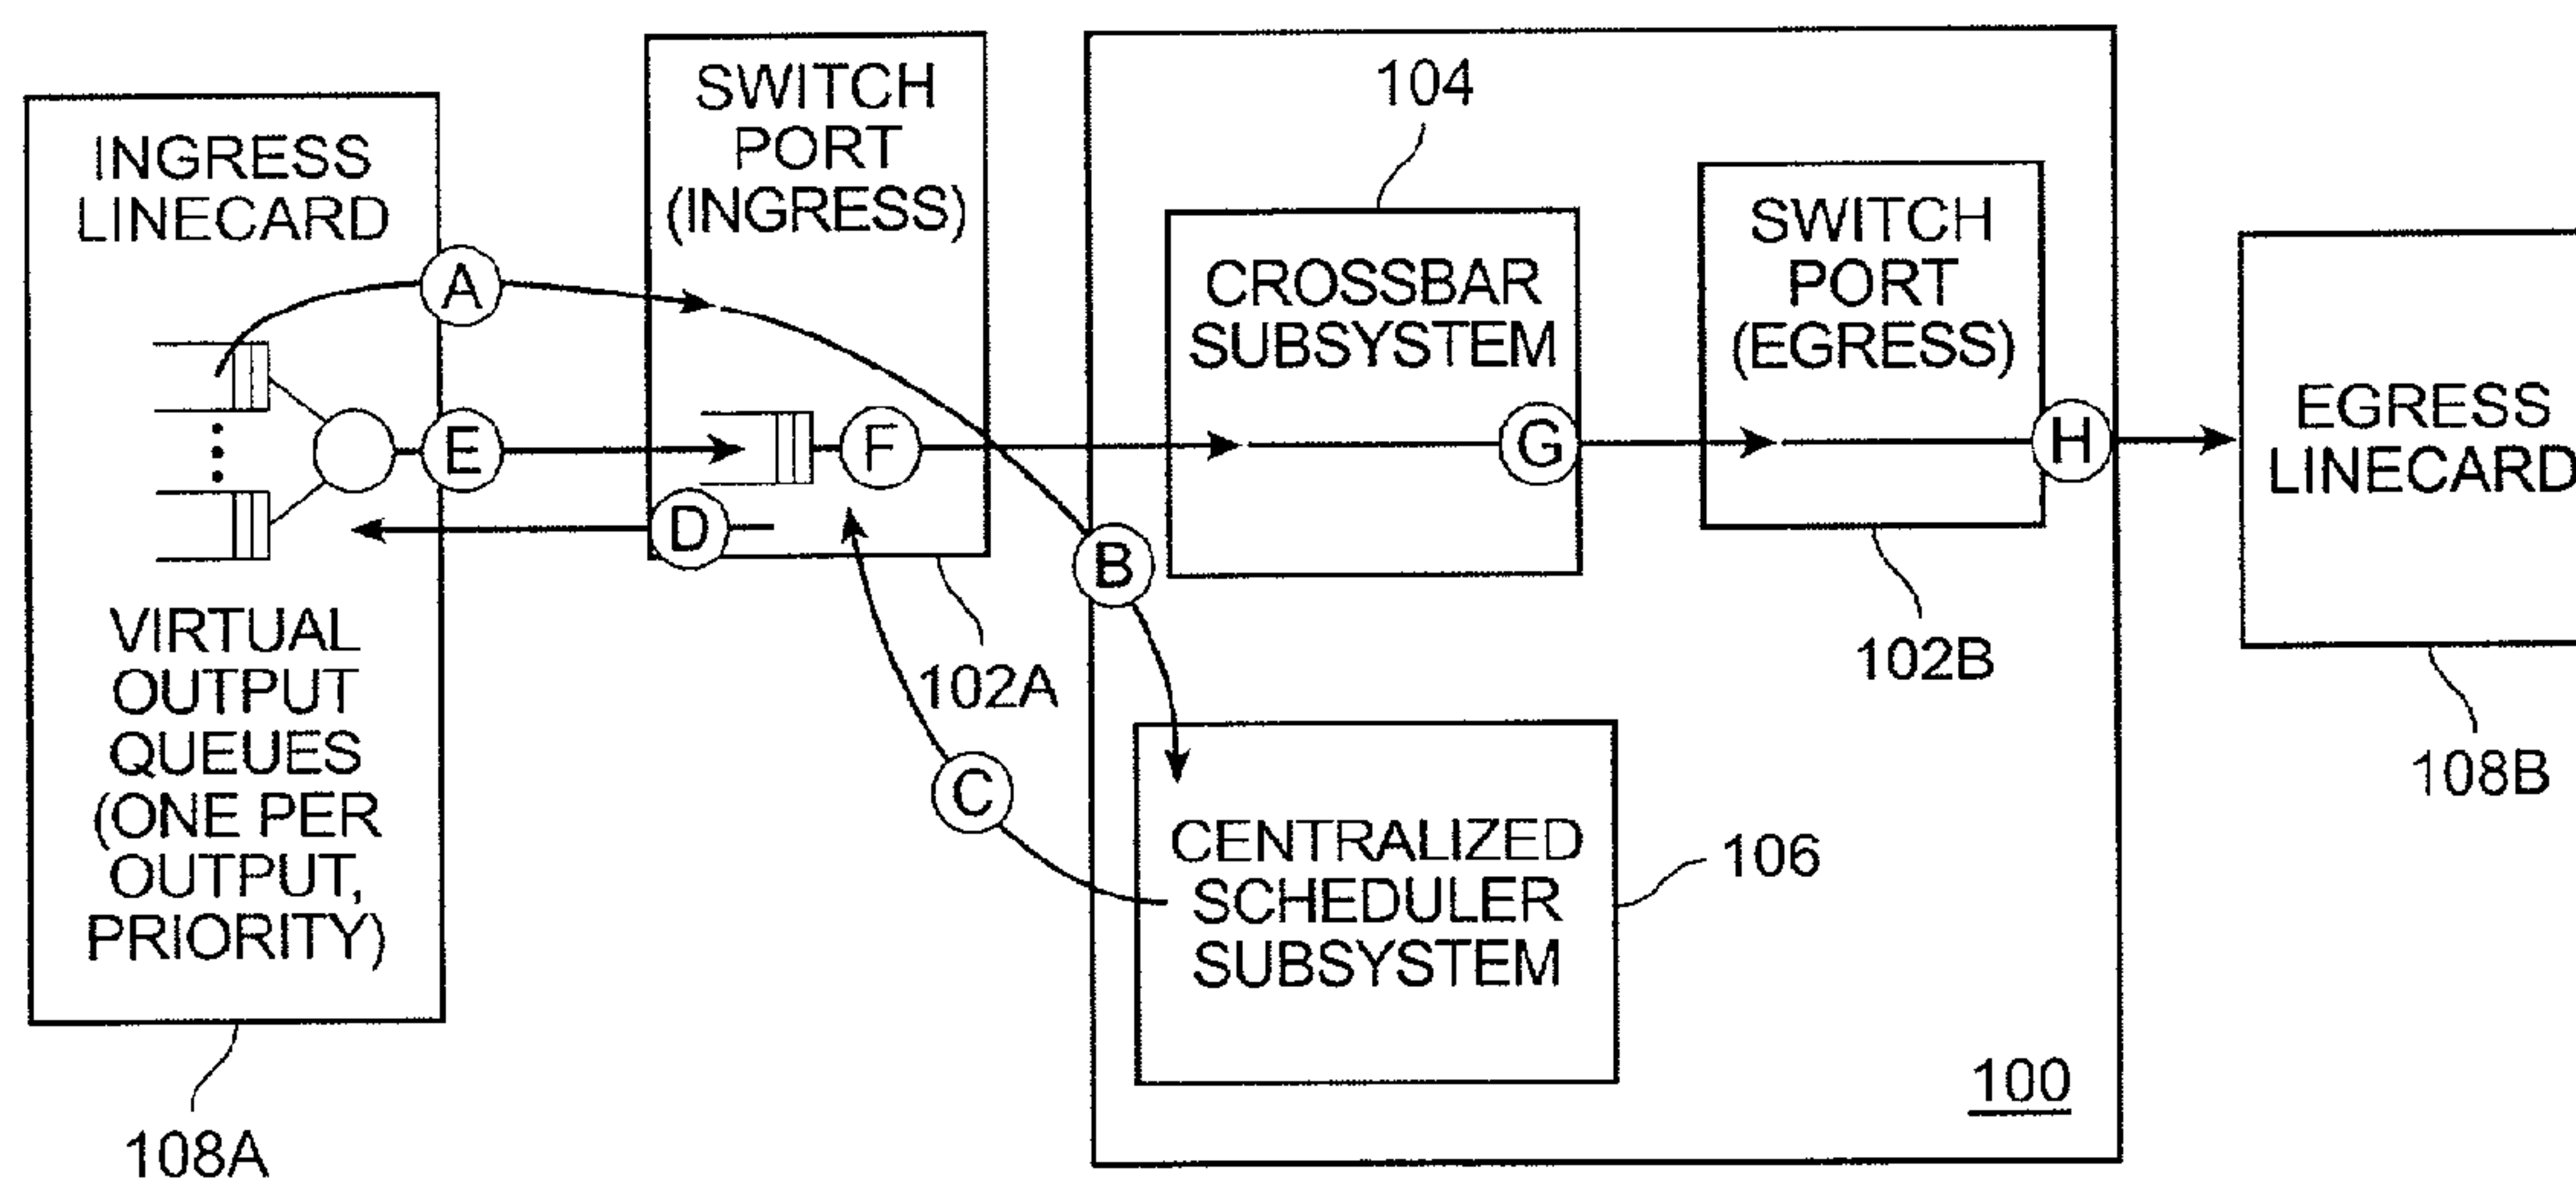 INGRESS
LINECARD
A
E
D
VIRTUAL
OUTPUT
QUEUES
(ONE PER
OUTPUT,
PRIORITY)
108A
SWITCH
PORT
(INGRESS)
F
102A
B
C
104
CROSSBAR
SUBSYSTEM
G
SWITCH
PORT
(EGRESS)
H
102B
CENTRALIZED
SCHEDULER
SUBSYSTEM
106
100
EGRESS
LINECARD
108B